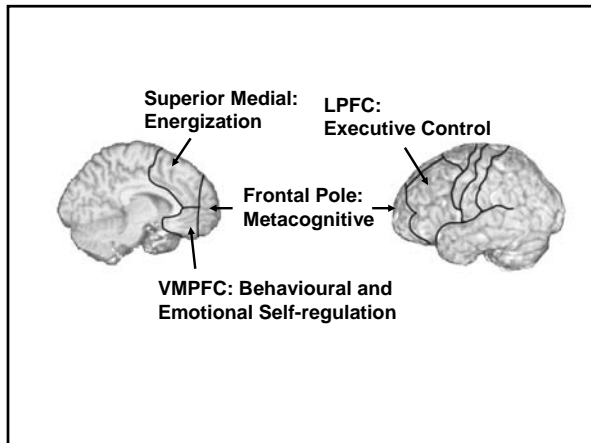 Superior Medial:
Energization
LPFC:
Executive Control
Frontal Pole:
Metacognitive
VMPFC: Behavioural and
Emotional Self-regulation